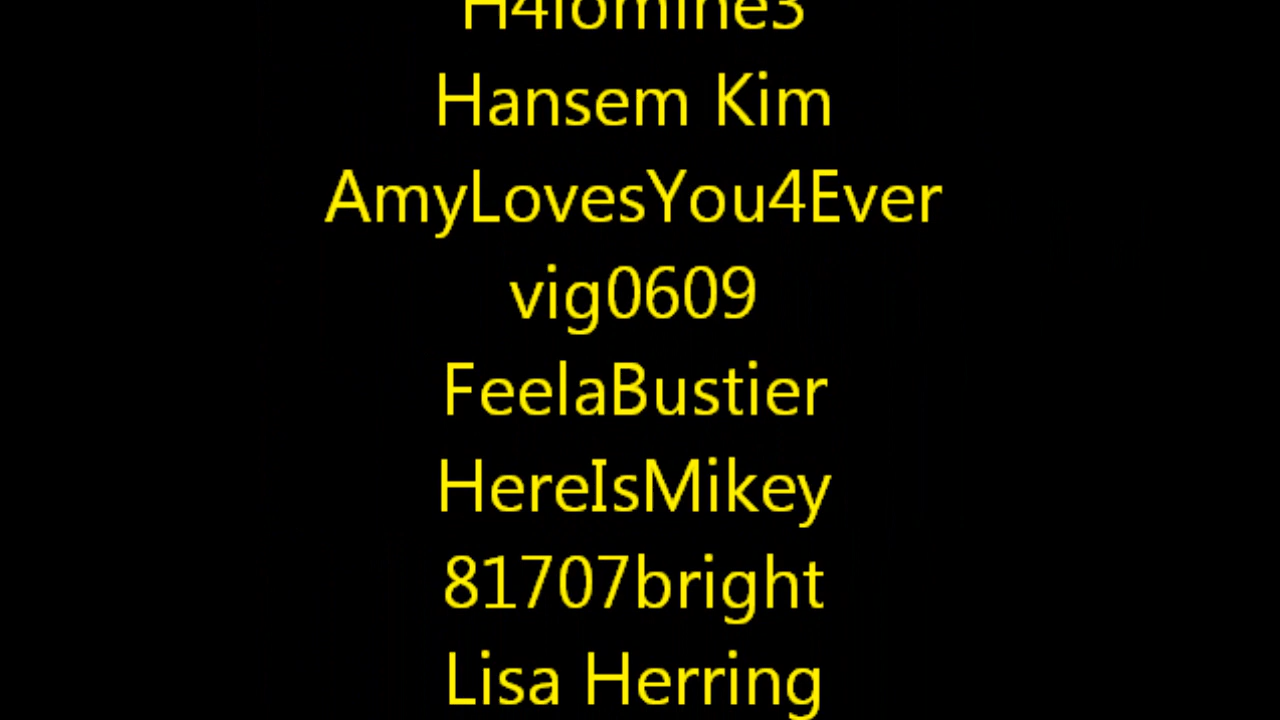 Hansem Kim
AmyLovesYou4Ever
vig0609
FeelaBustier
HereIsMikey
81707bright
Lisa Herring